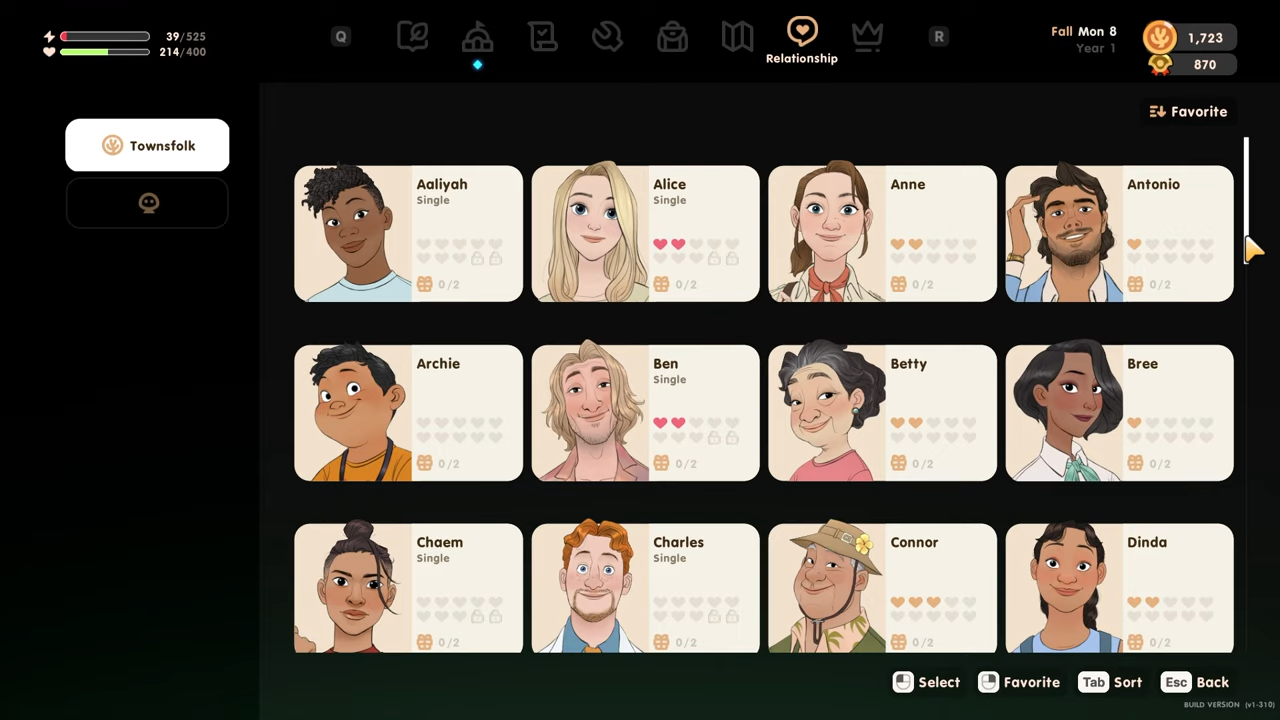 39/525
214/400
Q
R
Relationship
Fall Mon 8
Year 1
1,723
870
Townsfolk
Favorite
Aaliyah
Single
0/2
Alice
Single
0/2
Anne
0/2
Antonio
0/2
Archie
0/2
Ben
Single
0/2
Betty
0/2
Bree
0/2
Chaem
Single
0/2
Charles
Single
0/2
Connor
0/2
Dinda
0/2
Select
Favorite
Tab Sort
Esc Back
BUILD VERSION (v1-310)